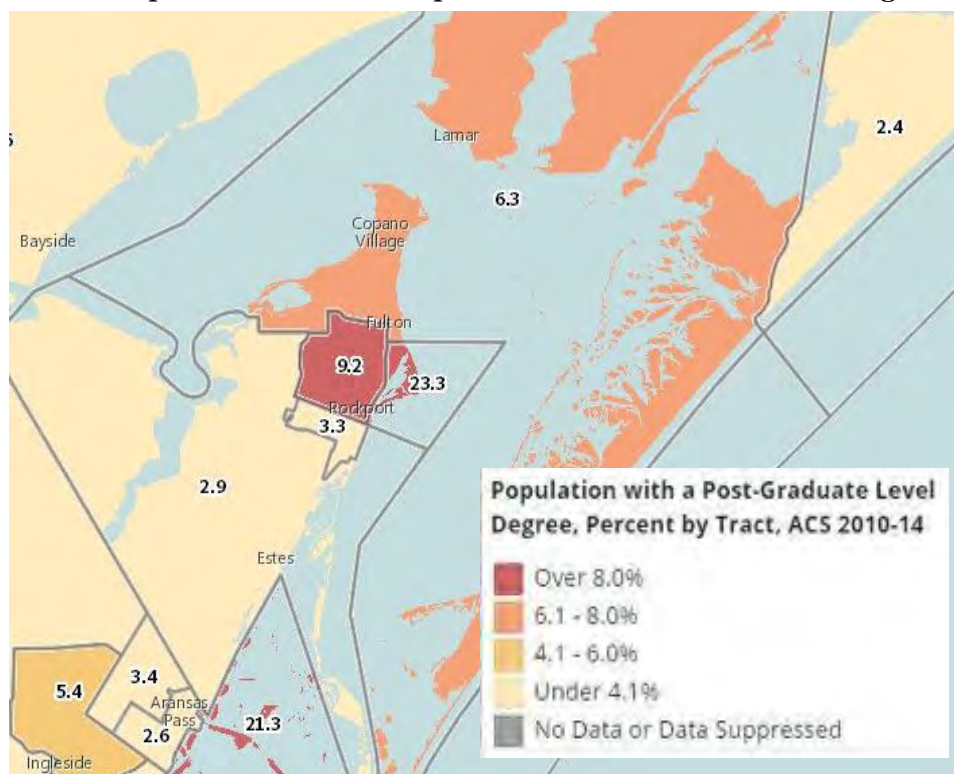 Lamar
2.4
6.3
Copano
Village
Bayside
Fulton
9.2
23.3
Rockport
3.3
2.9
Estes
3.4
5.4
Aransas
Pass
2.6
21.3
Ingleside
Population with a Post-Graduate Level
Degree, Percent by Tract, ACS 2010-14
Over 8.0%
6.1 - 8.0%
4.1 - 6.0%
Under 4.1%
No Data or Data Suppressed